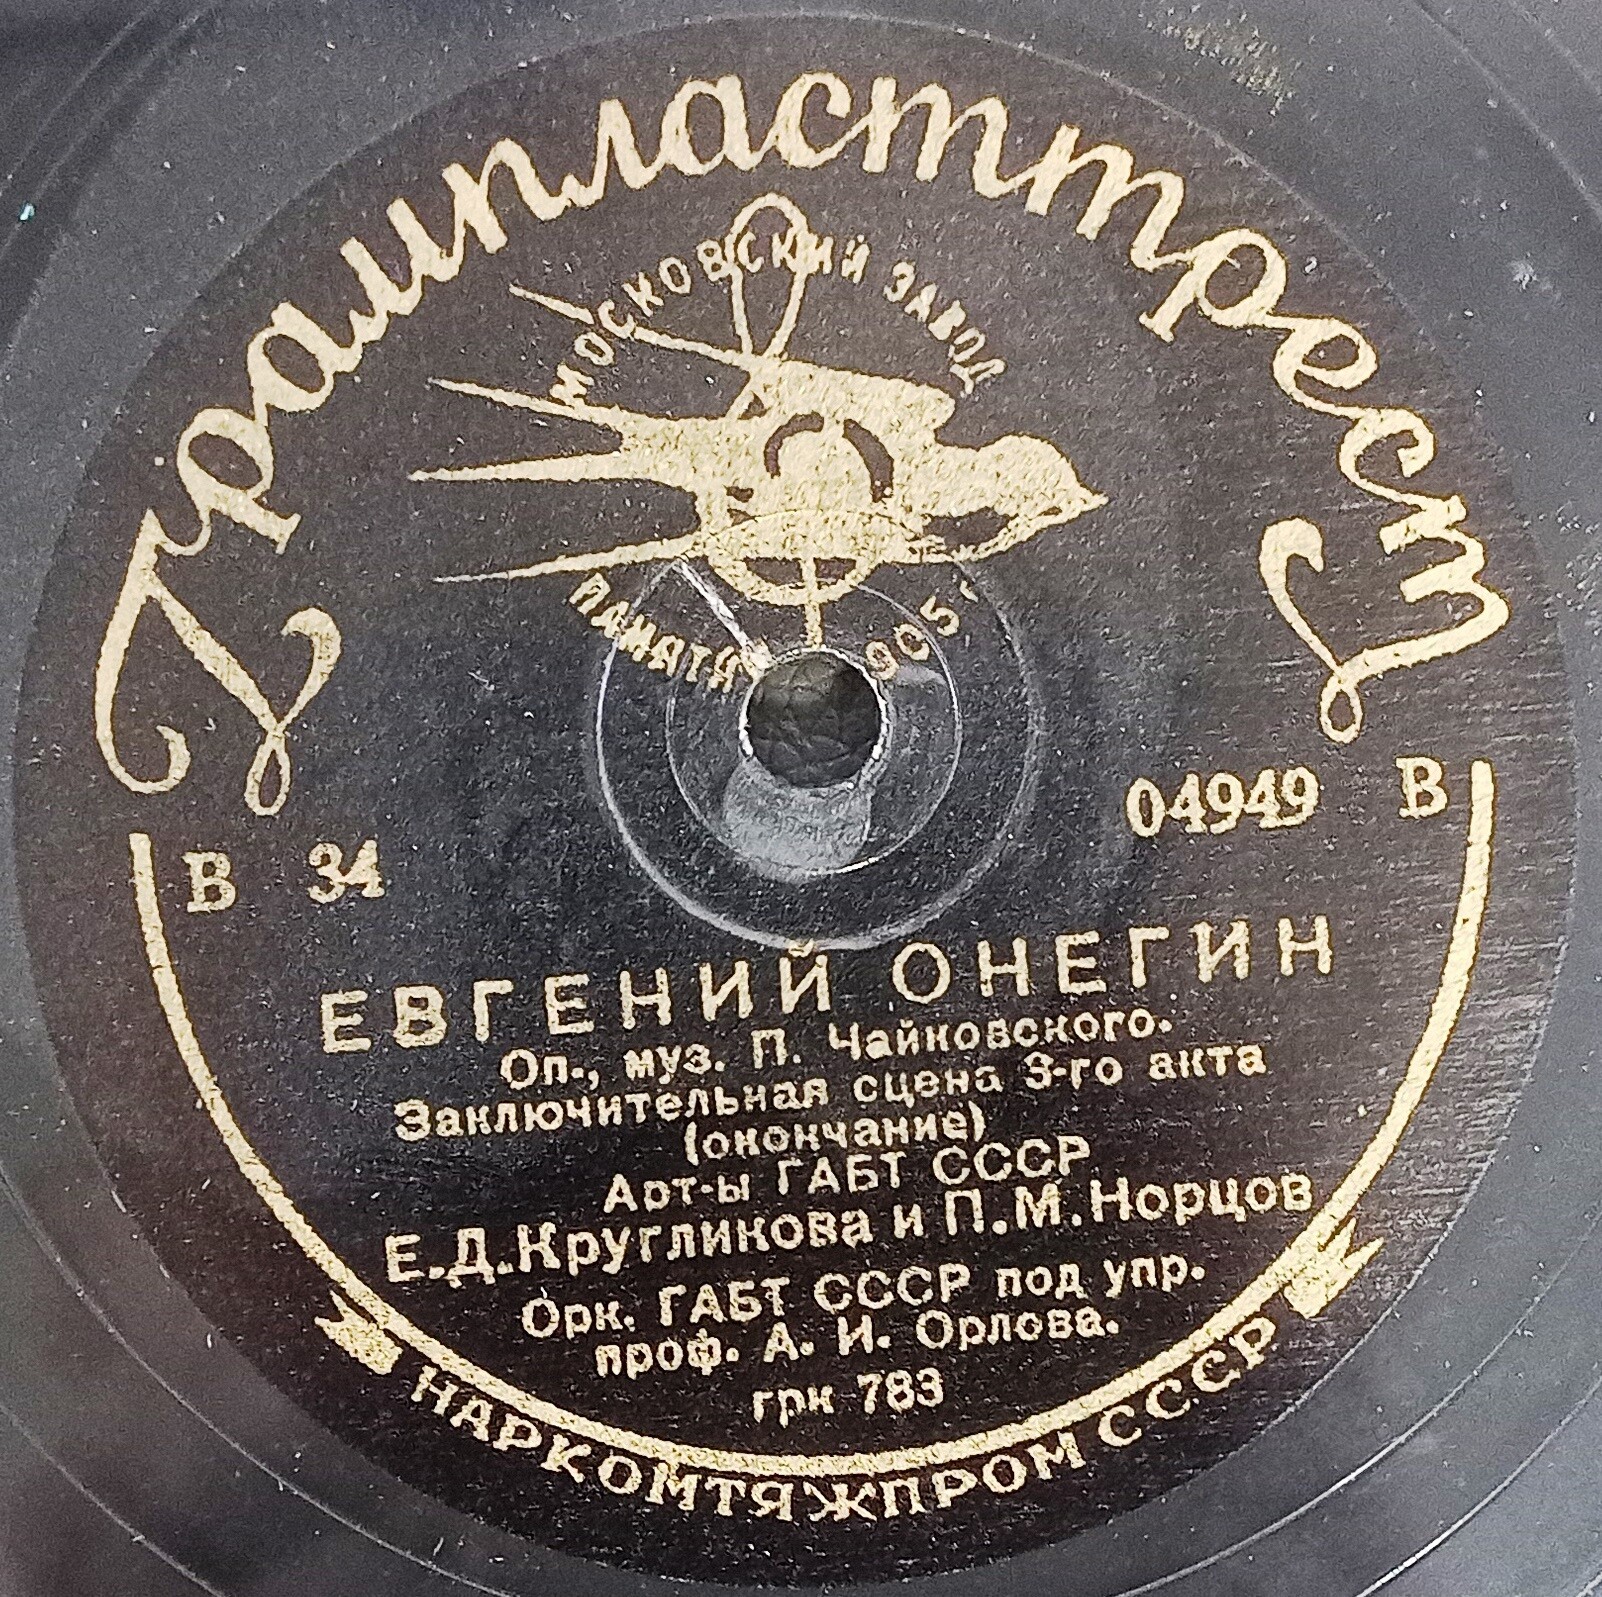 Грампласттрест
МОСКОВСКИЙ ЗАВОД
ПАМЯТИ 905 г
В 34 04949 В
ЕВГЕНИЙ ОНЕГИН
Оп., муз. П. Чайковского.
Заключительная сцена 3-го акта
(окончание)
Арт-ы ГАБТ СССР
Е.Д.Кругликова и П.М.Норцов
Орк. ГАБТ СССР под упр.
проф. А. И. Орлова.
грк 783
НАРКОМТЯЖПРОМ СССР